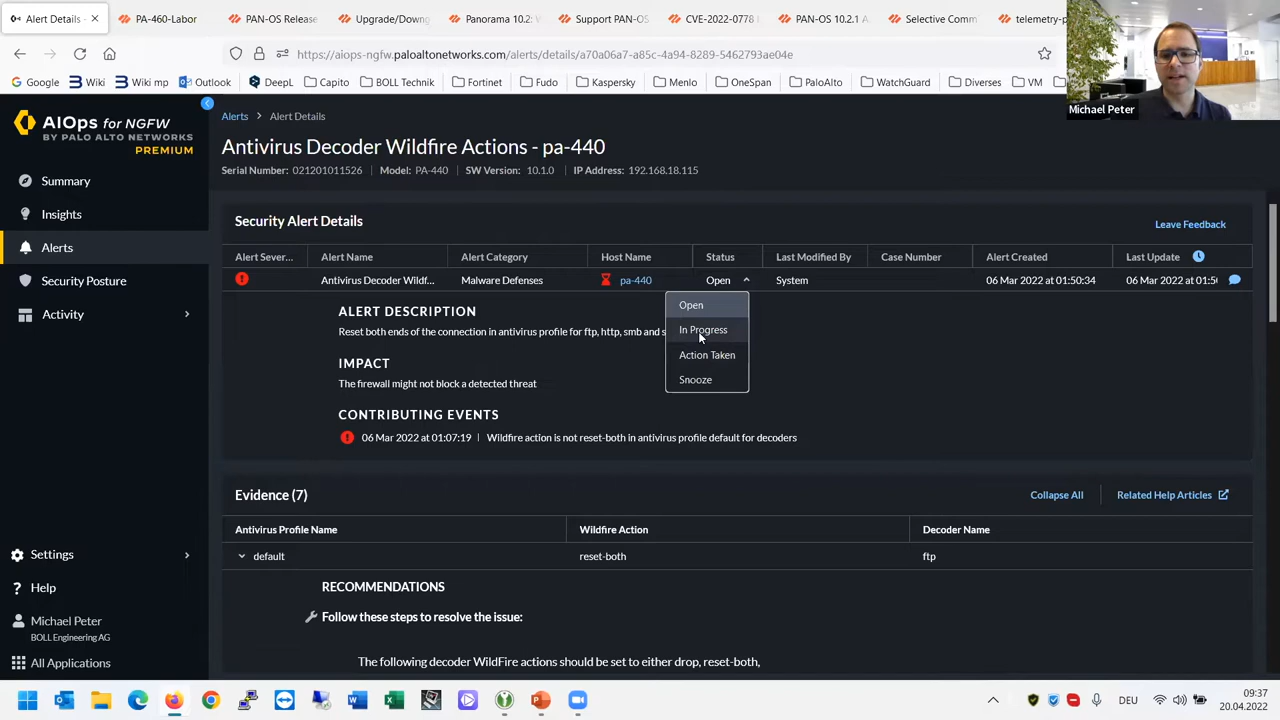 Alert Details -
PA-460-Labor
PAN-OS Release
Upgrade/Downg
Panorama 10.2:
Support PAN-OS
CVE-2022-0778
PAN-OS 10.2.1
Selective Comm
telemetry-p
https://aiops-ngfw.paloaltonetworks.com/alerts/details/a70a06a7-a85c-4a94-8289-5462793ae04e
Google
Wiki
Wiki mp
Outlook
DeepL
Capito
BOLL Technik
Fortinet
Fudo
Kaspersky
Menlo
OneSpan
PaloAlto
WatchGuard
Diverses
VM
Michael Peter
AIOps for NGFW
BY PALO ALTO NETWORKS
PREMIUM
Summary
Insights
Alerts
Security Posture
Activity
Settings
Help
Michael Peter
BOLL Engineering AG
All Applications
Alerts > Alert Details
Antivirus Decoder Wildfire Actions - pa-440
Serial Number: 021201011526 | Model: PA-440 | SW Version: 10.1.0 | IP Address: 192.168.18.115
Security Alert Details
Leave Feedback
Alert Sever... Alert Name Alert Category Host Name Status Last Modified By Case Number Alert Created Last Update
Antivirus Decoder Wildf... Malware Defenses pa-440 Open System 06 Mar 2022 at 01:50:34 06 Mar 2022 at 01:5
Open
In Progress
Action Taken
Snooze
ALERT DESCRIPTION
Reset both ends of the connection in antivirus profile for ftp, http, smb and s
IMPACT
The firewall might not block a detected threat
CONTRIBUTING EVENTS
06 Mar 2022 at 01:07:19 | Wildfire action is not reset-both in antivirus profile default for decoders
Evidence (7)
Collapse All
Related Help Articles
Antivirus Profile Name Wildfire Action Decoder Name
default reset-both ftp
RECOMMENDATIONS
Follow these steps to resolve the issue:
The following decoder WildFire actions should be set to either drop, reset-both,
DEU
09:37
20.04.2022